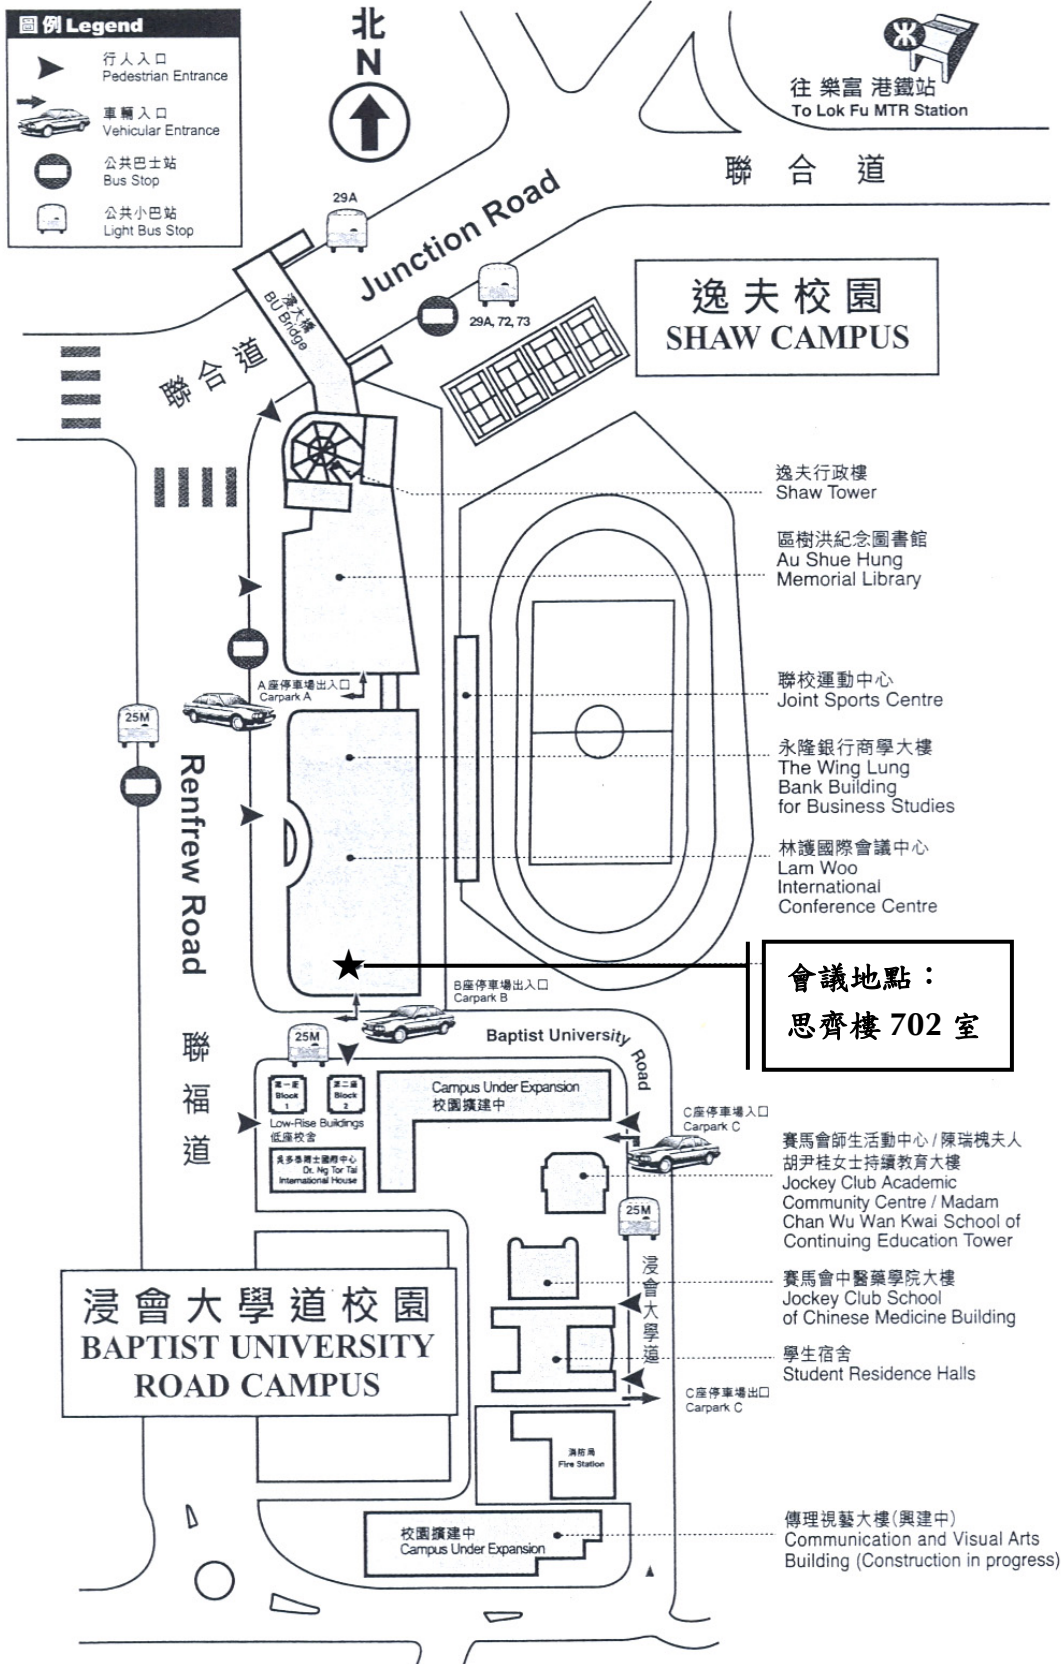 圖例 Legend
行人入口
Pedestrian Entrance
車輛入口
Vehicular Entrance
公共巴士站
Bus Stop
公共小巴站
Light Bus Stop
北
N
往 樂富 港鐵站
To Lok Fu MTR Station
聯合道
29A
Junction Road
29A, 72, 73
浸大橋
BU Bridge
聯合道
逸夫校園
SHAW CAMPUS
逸夫行政樓
Shaw Tower
區樹洪紀念圖書館
Au Shue Hung
Memorial Library
A座停車場出入口
Carpark A
聯校運動中心
Joint Sports Centre
25M
永隆銀行商學大樓
The Wing Lung
Bank Building
for Business Studies
Renfrew Road
聯福道
林護國際會議中心
Lam Woo
International
Conference Centre
會議地點：
思齊樓 702 室
B座停車場出入口
Carpark B
25M
Baptist University Road
第一座
Block
1
第二座
Block
2
Low-Rise Buildings
低座校舍
吳多泰博士國際中心
Dr. Ng Tor Tai
International House
Campus Under Expansion
校園擴建中
C座停車場入口
Carpark C
賽馬會師生活動中心/陳瑞槐夫人
胡尹桂女士持續教育大樓
Jockey Club Academic
Community Centre / Madam
Chan Wu Wan Kwai School of
Continuing Education Tower
25M
浸會大學道
賽馬會中醫藥學院大樓
Jockey Club School
of Chinese Medicine Building
浸會大學道校園
BAPTIST UNIVERSITY
ROAD CAMPUS
學生宿舍
Student Residence Halls
C座停車場出口
Carpark C
消防局
Fire Station
校園擴建中
Campus Under Expansion
傳理視藝大樓(興建中)
Communication and Visual Arts
Building (Construction in progress)